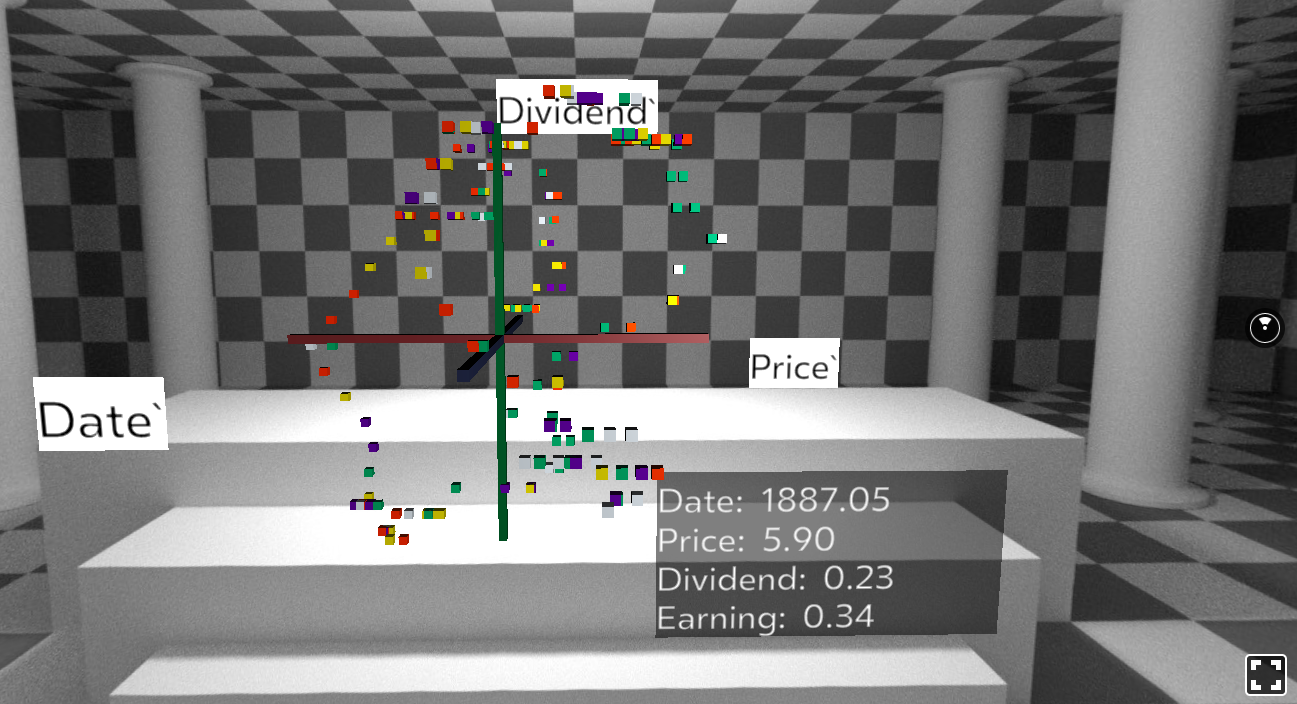 Dividend`
Price`
Date`
Date: 1887.05
Price: 5.90
Dividend: 0.23
Earning: 0.34